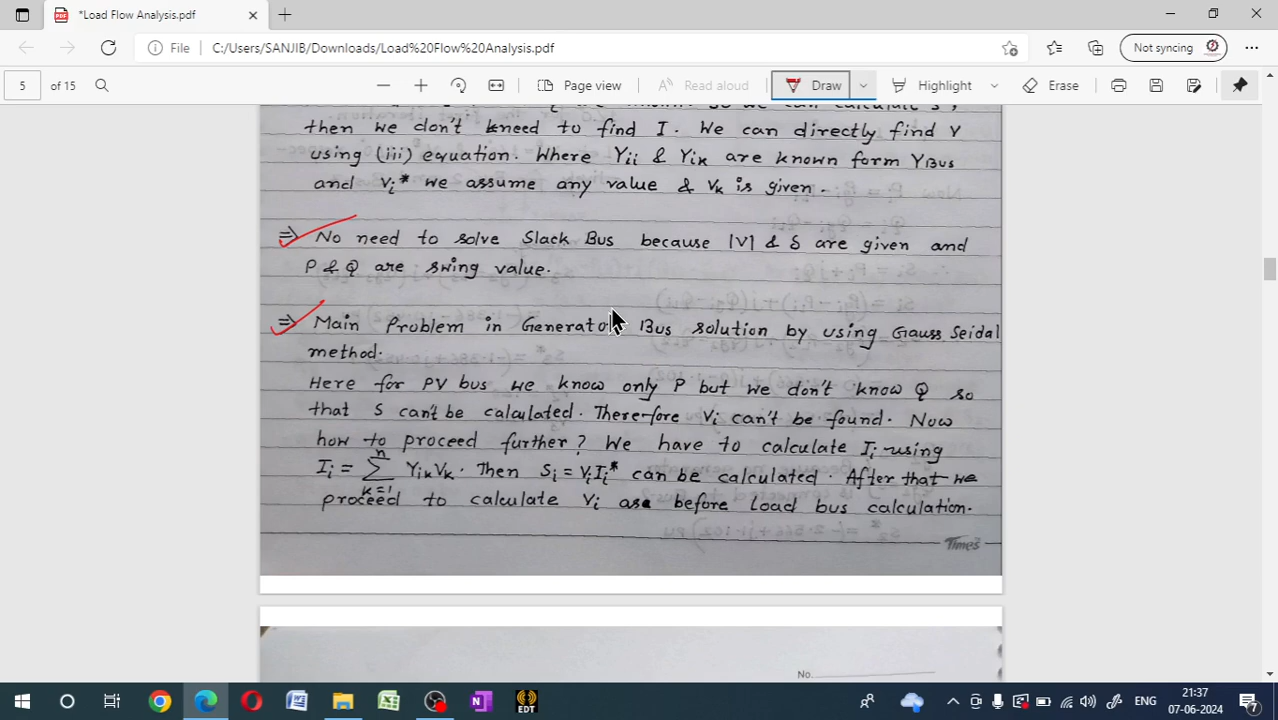 *Load Flow Analysis.pdf
File C:/Users/SANJIB/Downloads/Load%20Flow%20Analysis.pdf Not syncing
5 of 15 Page view Read aloud Draw Highlight Erase
then we don't kneed to find I. We can directly find V
using (iii) equation. Where Yii & Yik are known form YBus
and Vi* we assume any value & Vk is given.
⇒ No need to solve Slack Bus because |V| & δ are given and
P & Q are swing value.
⇒ Main Problem in Generator Bus solution by using Gauss Seidal
method.
Here for PV bus we know only P but we don't know Q so
that S can't be calculated. Therefore Vi can't be found. Now
how to proceed further? We have to calculate Ii using
Ii = n∑k=1 YikVk. Then Si = ViIi* can be calculated. After that we
proceed to calculate Vi as before load bus calculation.
Times
No.
EDT
ENG
21:37
07-06-2024
7